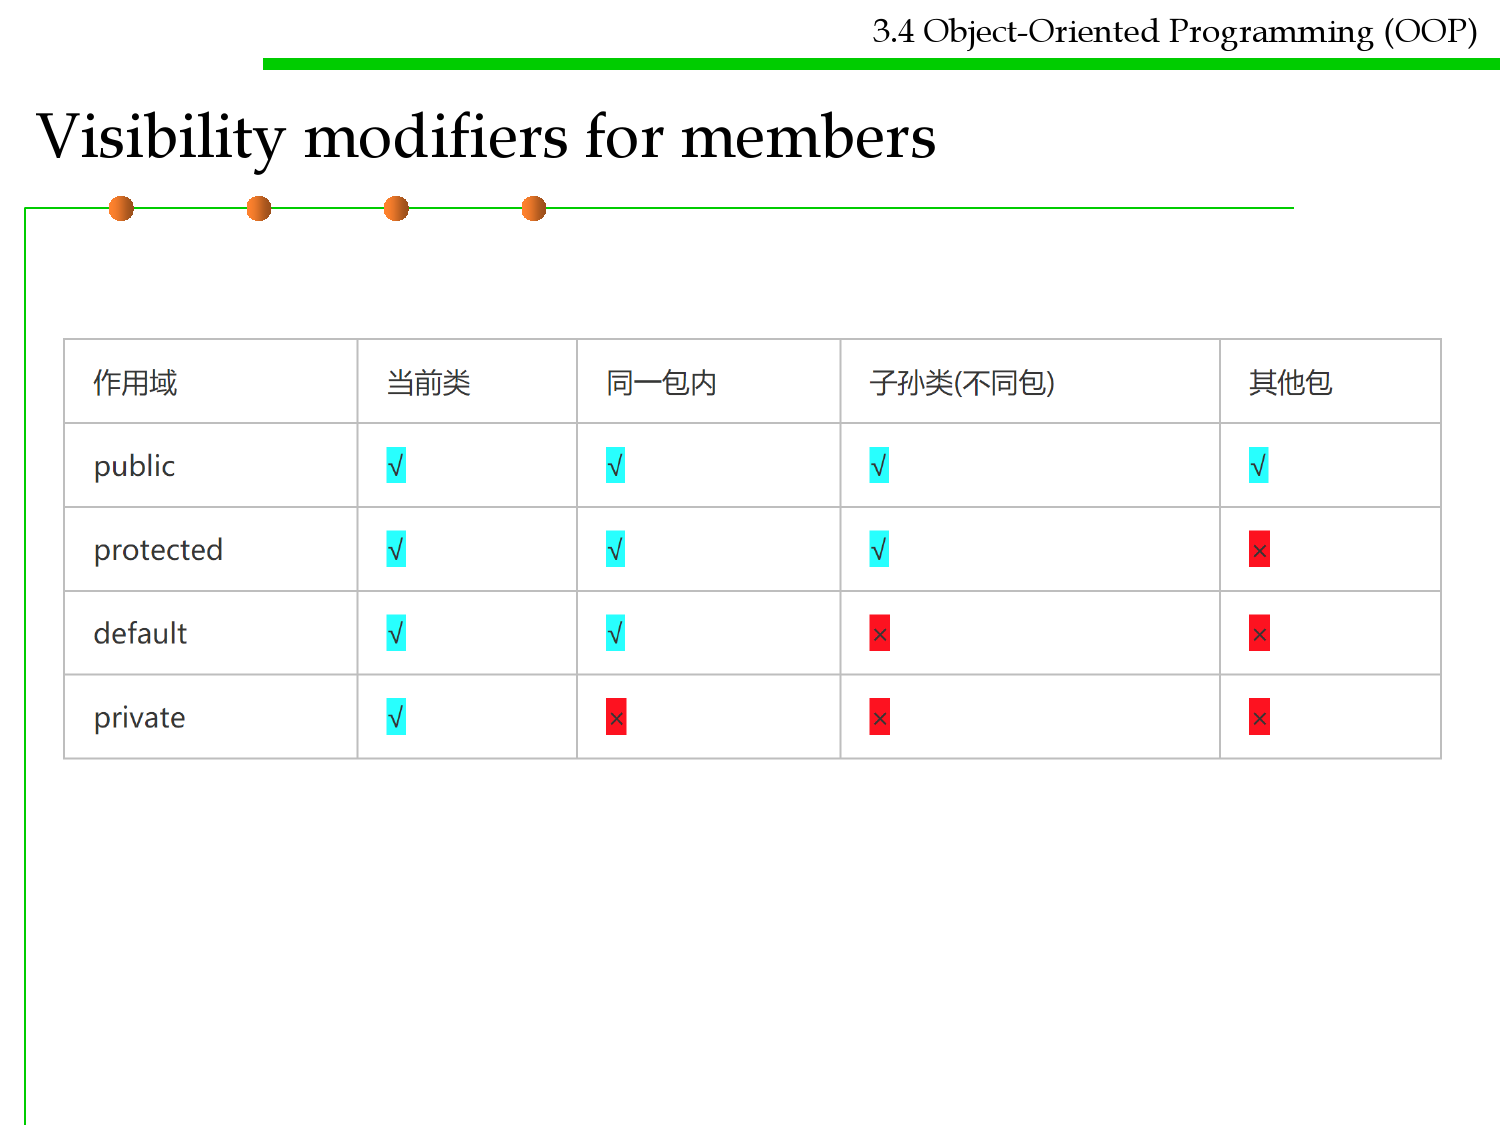 3.4 Object-Oriented Programming (OOP)
Visibility modifiers for members
作用域 当前类 同一包内 子孙类(不同包) 其他包
public √ √ √ √
protected √ √ √ ×
default √ √ × ×
private √ × × ×